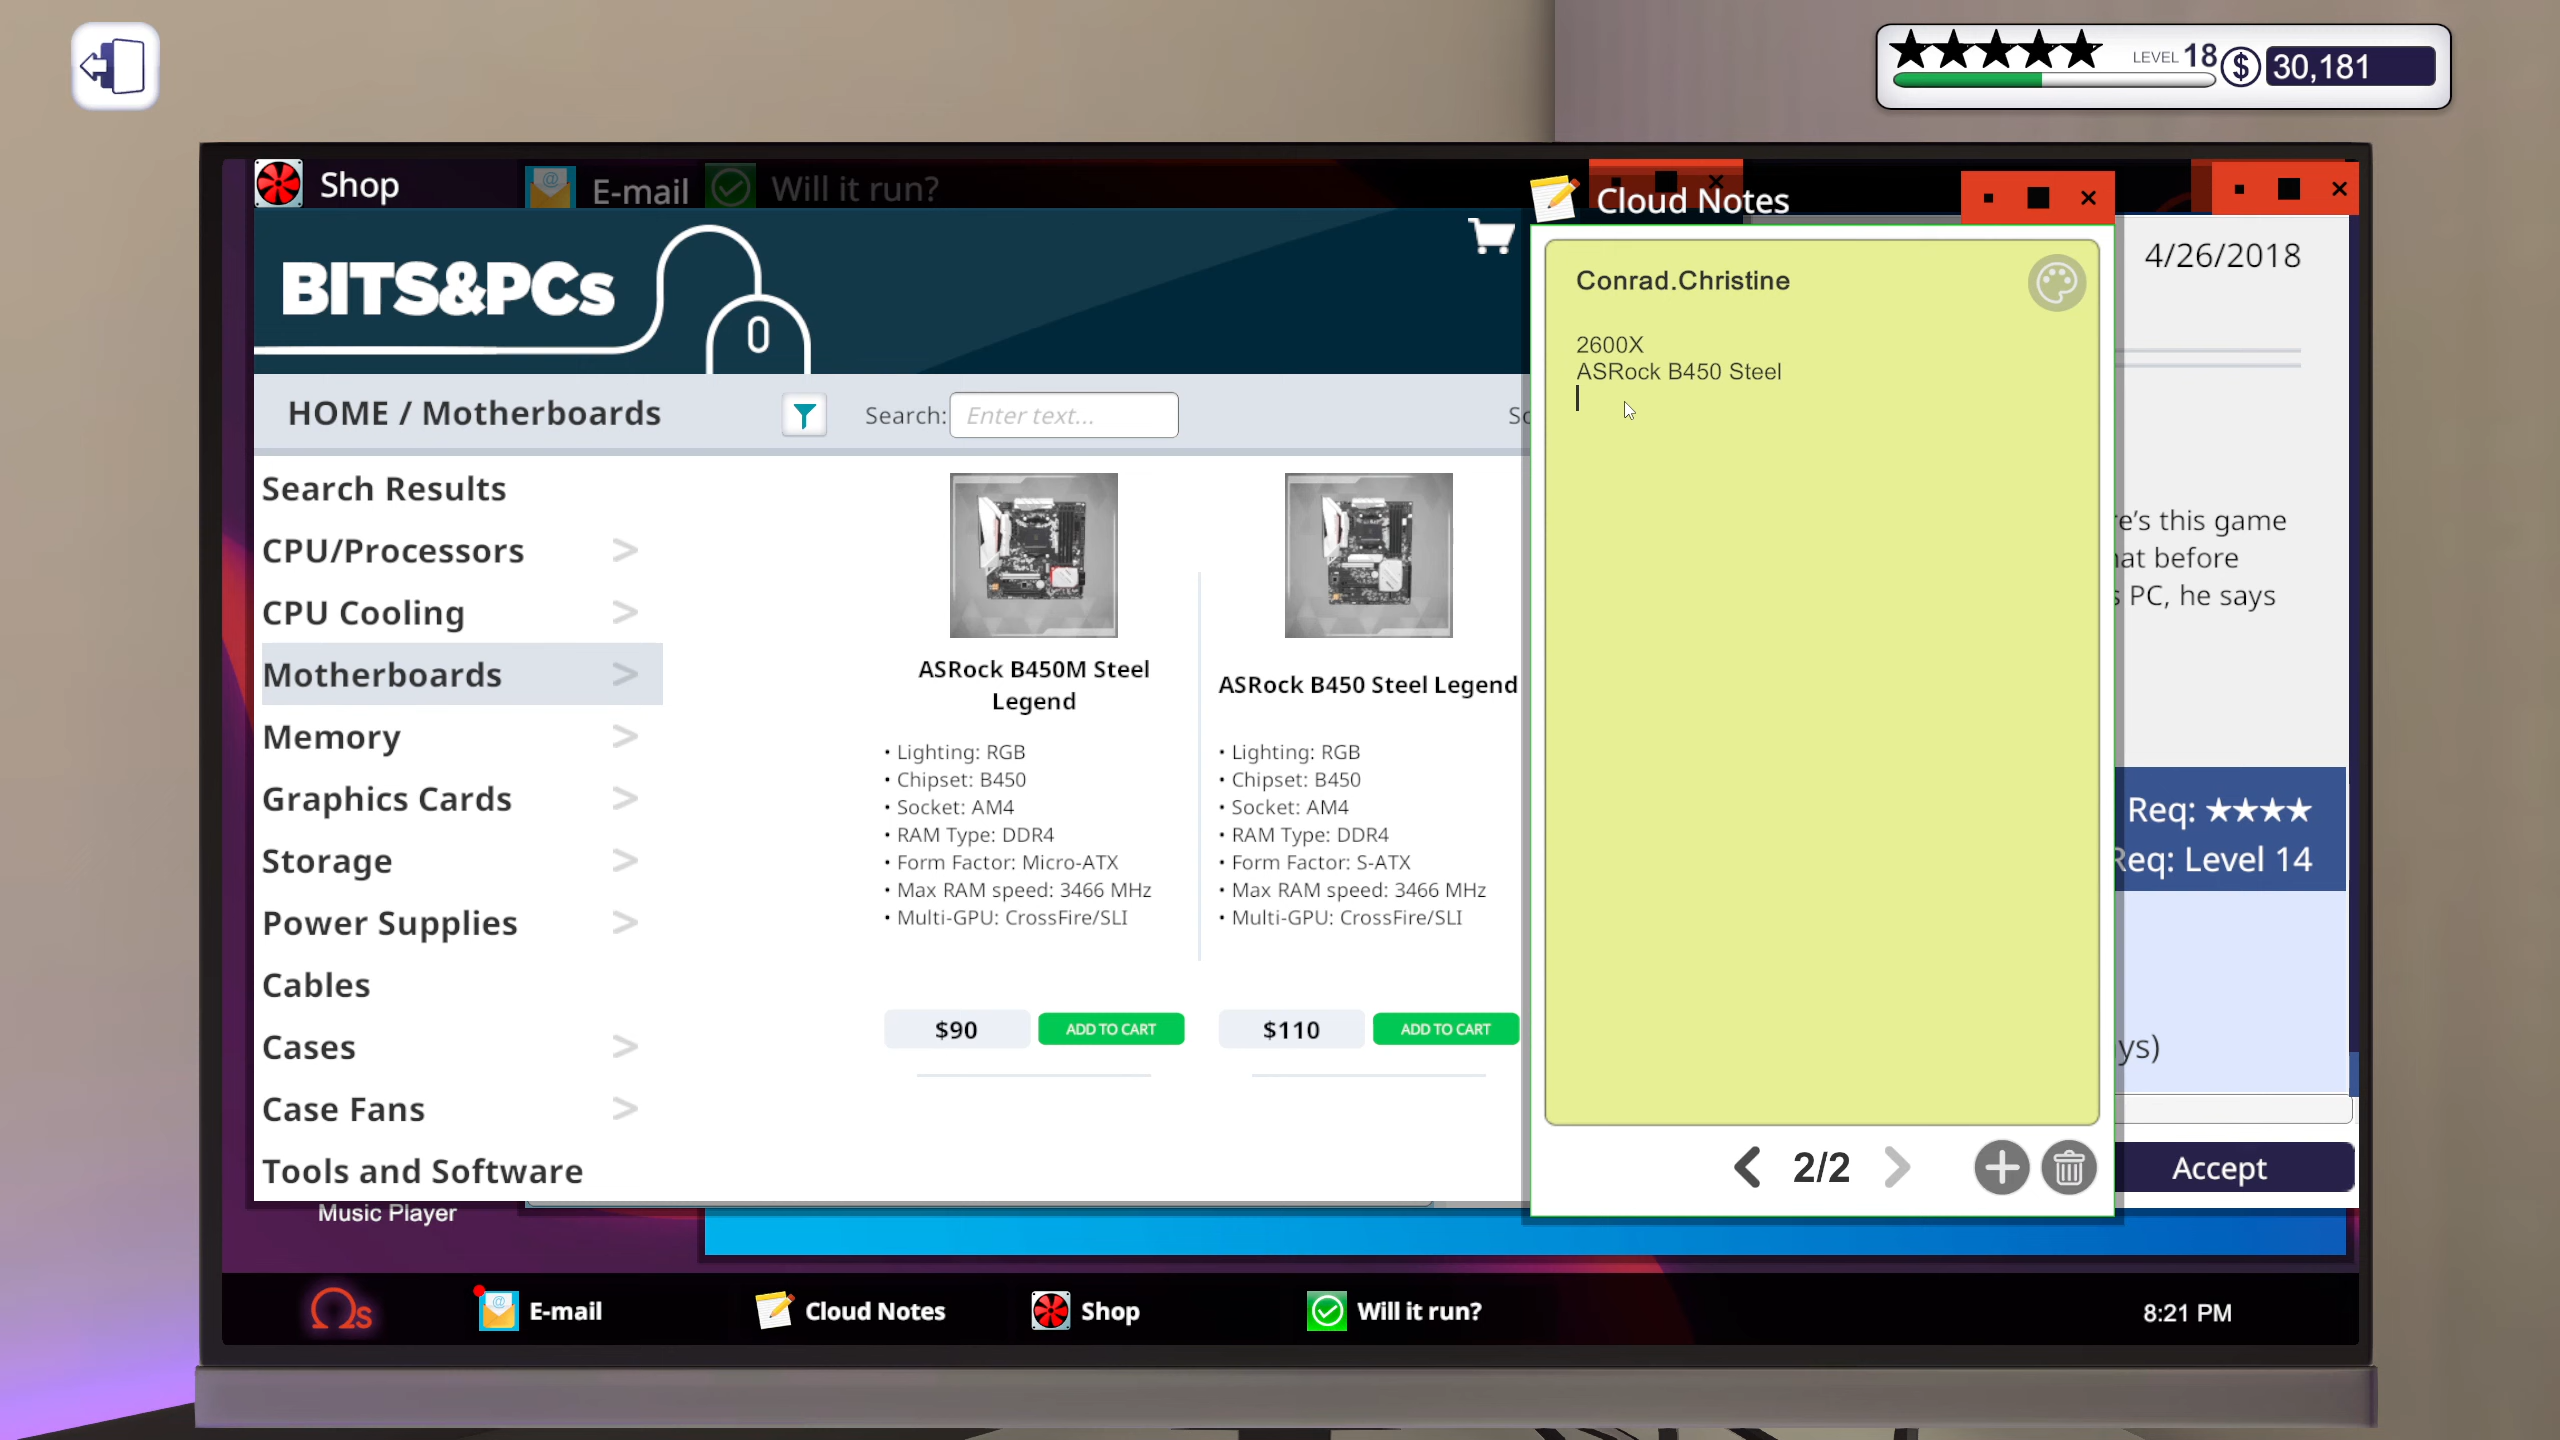 LEVEL 18 $ 30,181
Shop
E-mail
Will it run?
Cloud Notes
BITS&PCs
HOME / Motherboards
Search:
Enter text...
Search Results
CPU/Processors >
CPU Cooling >
Motherboards >
Memory >
Graphics Cards >
Storage >
Power Supplies >
Cables
Cases >
Case Fans >
Tools and Software
Music Player
ASRock B450M Steel
Legend
• Lighting: RGB
• Chipset: B450
• Socket: AM4
• RAM Type: DDR4
• Form Factor: Micro-ATX
• Max RAM speed: 3466 MHz
• Multi-GPU: CrossFire/SLI
$90
ADD TO CART
ASRock B450 Steel Legend
• Lighting: RGB
• Chipset: B450
• Socket: AM4
• RAM Type: DDR4
• Form Factor: S-ATX
• Max RAM speed: 3466 MHz
• Multi-GPU: CrossFire/SLI
$110
ADD TO CART
Conrad.Christine
2600X
ASRock B450 Steel
2/2
4/26/2018
this game
before
PC, he says
Req: ★★★★
Req: Level 14
Accept
Ωs
E-mail
Cloud Notes
Shop
Will it run?
8:21 PM